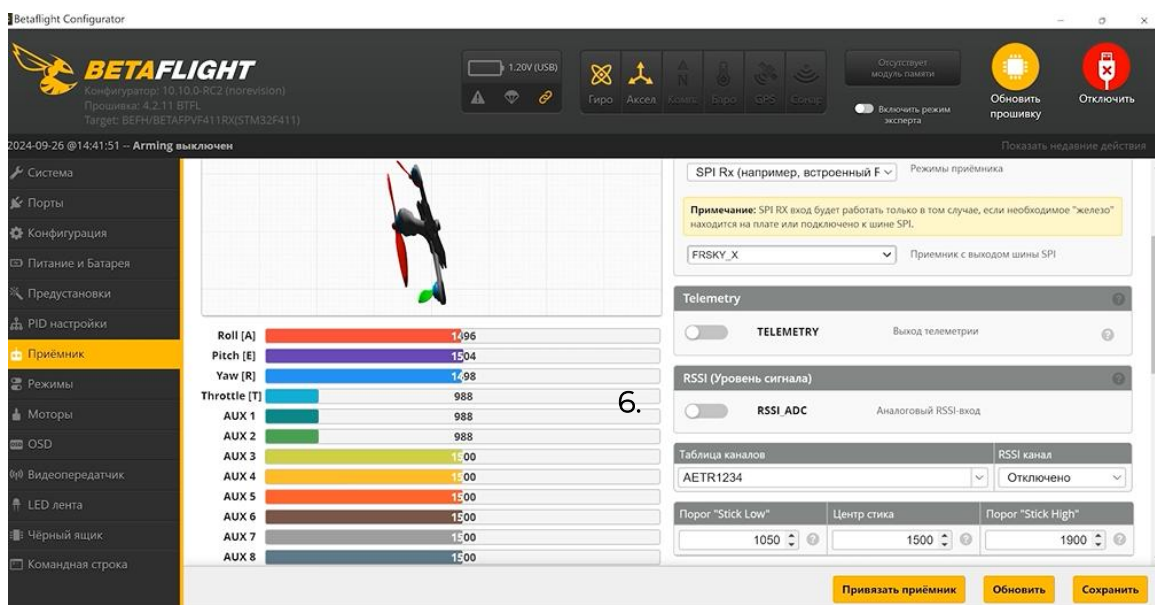 Betaflight Configurator
BETAFLIGHT
Конфигуратор: 10.10.0-RC2 (norevision)
Прошивка: 4.2.11 BTFL
Target: BEFH/BETAFPVF411RX(STM32F411)
1.20V (USB)
Гиро Аксел Комп Баро GPS Сонар
Отсутствует
модуль памяти
Включить режим
эксперта
Обновить
прошивку
Отключить
2024-09-26 @14:41:51 -- Arming выключен
Показать недавние действия
Система
Порты
Конфигурация
Питание и Батарея
Предустановки
PID настройки
Приёмник
Режимы
Моторы
OSD
Видеопередатчик
LED лента
Чёрный ящик
Командная строка
Roll [A] 1496
Pitch [E] 1504
Yaw [R] 1498
Throttle [T] 988
AUX 1 988
AUX 2 988
AUX 3 1500
AUX 4 1500
AUX 5 1500
AUX 6 1500
AUX 7 1500
AUX 8 1500
6.
SPI Rx (например, встроенный Режимы приёмника
Примечание: SPI RX вход будет работать только в том случае, если необходимое "железо"
находится на плате или подключено к шине SPI.
FRSKY_X Приемник с выходом шины SPI
Telemetry
TELEMETRY Выход телеметрии
RSSI (Уровень сигнала)
RSSI_ADC Аналоговый RSSI-вход
Таблица каналов RSSI канал
AETR1234 Отключено
Порог "Stick Low" Центр стика Порог "Stick High"
1050 1500 1900
Привязать приёмник Обновить Сохранить